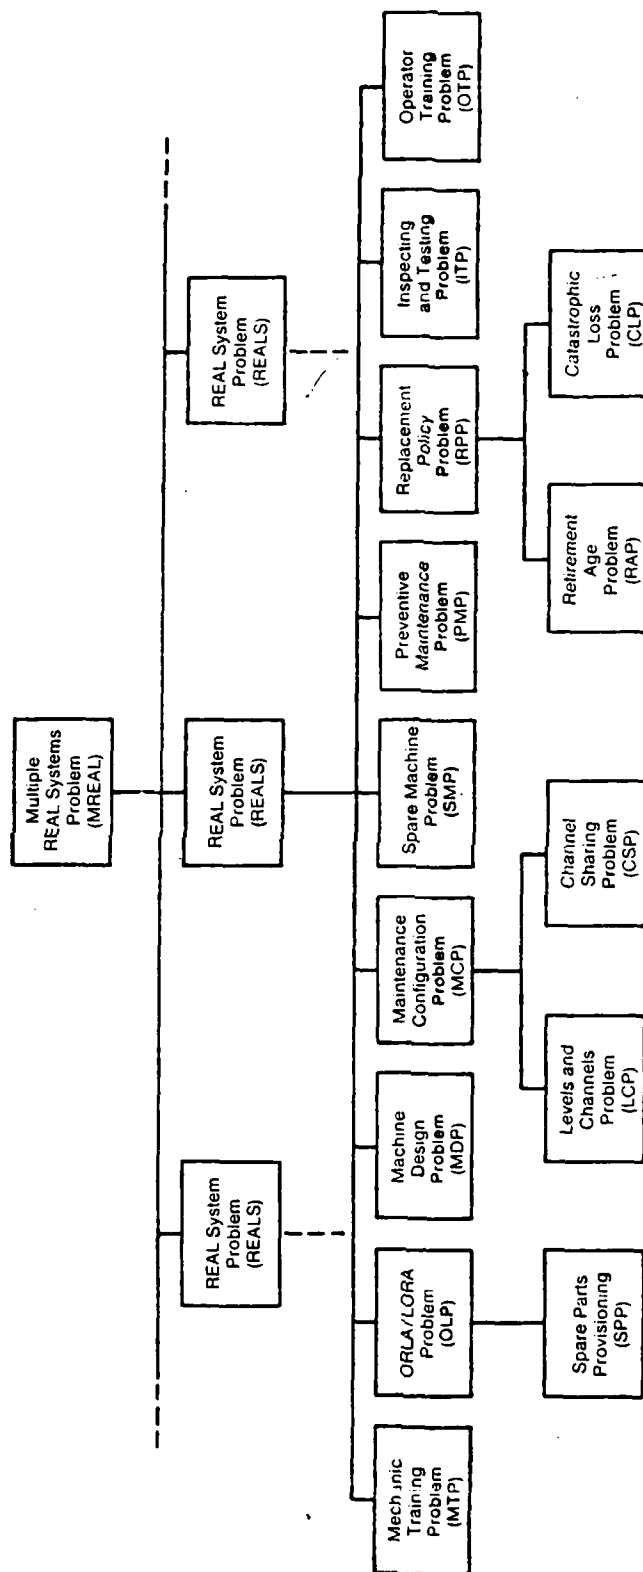 Multiple
REAL Systems
Problem
(MREAL)
REAL System
Problem
(REALS)
REAL System
Problem
(REALS)
REAL System
Problem
(REALS)
Mechanic
Training
Problem
(MTP)
ORLA/LORA
Problem
(OLP)
Machine
Design
Problem
(MDP)
Maintenance
Configuration
Problem
(MCP)
Spare Machine
Problem
(SMP)
Preventive
Maintenance
Problem
(PMP)
Replacement
Policy
Problem
(RPP)
Inspecting
and Testing
Problem
(ITP)
Operator
Training
Problem
(OTP)
Spare Parts
Provisioning
(SPP)
Levels and
Channels
Problem
(LCP)
Channel
Sharing
Problem
(CSP)
Retirement
Age
Problem
(RAP)
Catastrophic
Loss
Problem
(CLP)